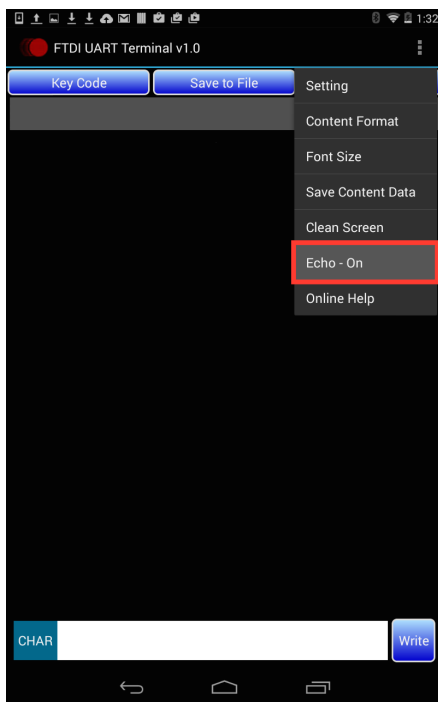 1:32
FTDI UART Terminal v1.0
Key Code
Save to File
Setting
Content Format
Font Size
Save Content Data
Clean Screen
Echo - On
Online Help
CHAR
Write